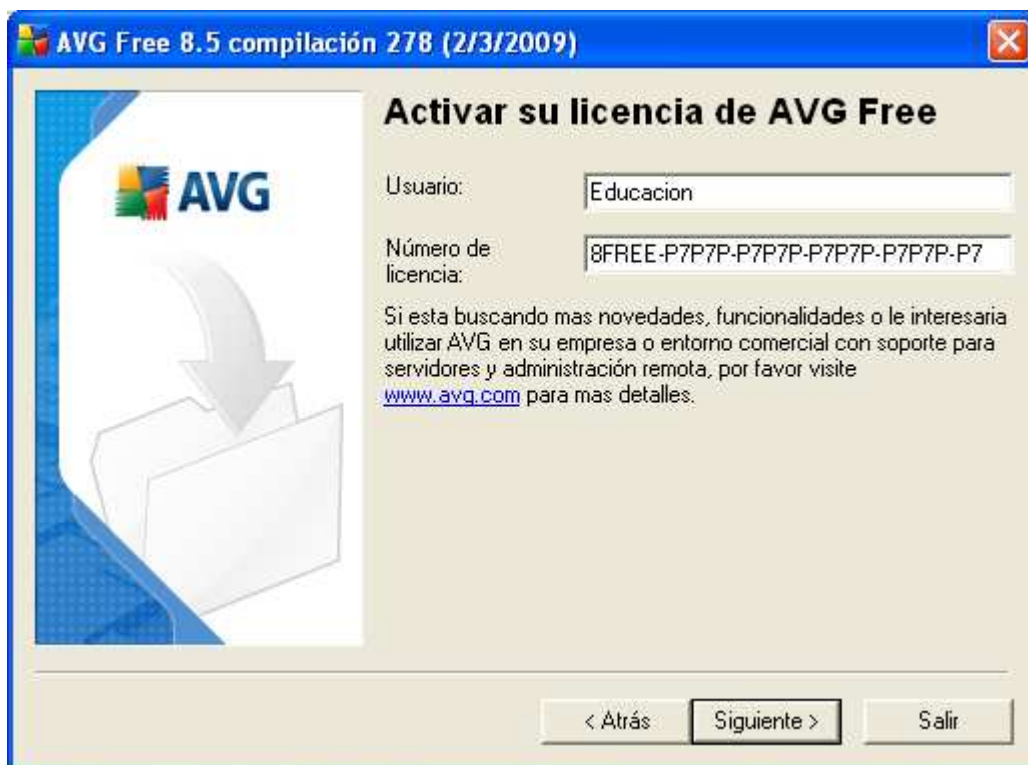 AVG Free 8.5 compilación 278 (2/3/2009)
AVG
Activar su licencia de AVG Free
Usuario:
Educacion
Número de
licencia:
8FREE-P7P7P-P7P7P-P7P7P-P7P7P-P7
Si esta buscando mas novedades, funcionalidades o le interesaria
utilizar AVG en su empresa o entorno comercial con soporte para
servidores y administración remota, por favor visite
www.avg.com para mas detalles.
< Atrás
Siguiente >
Salir